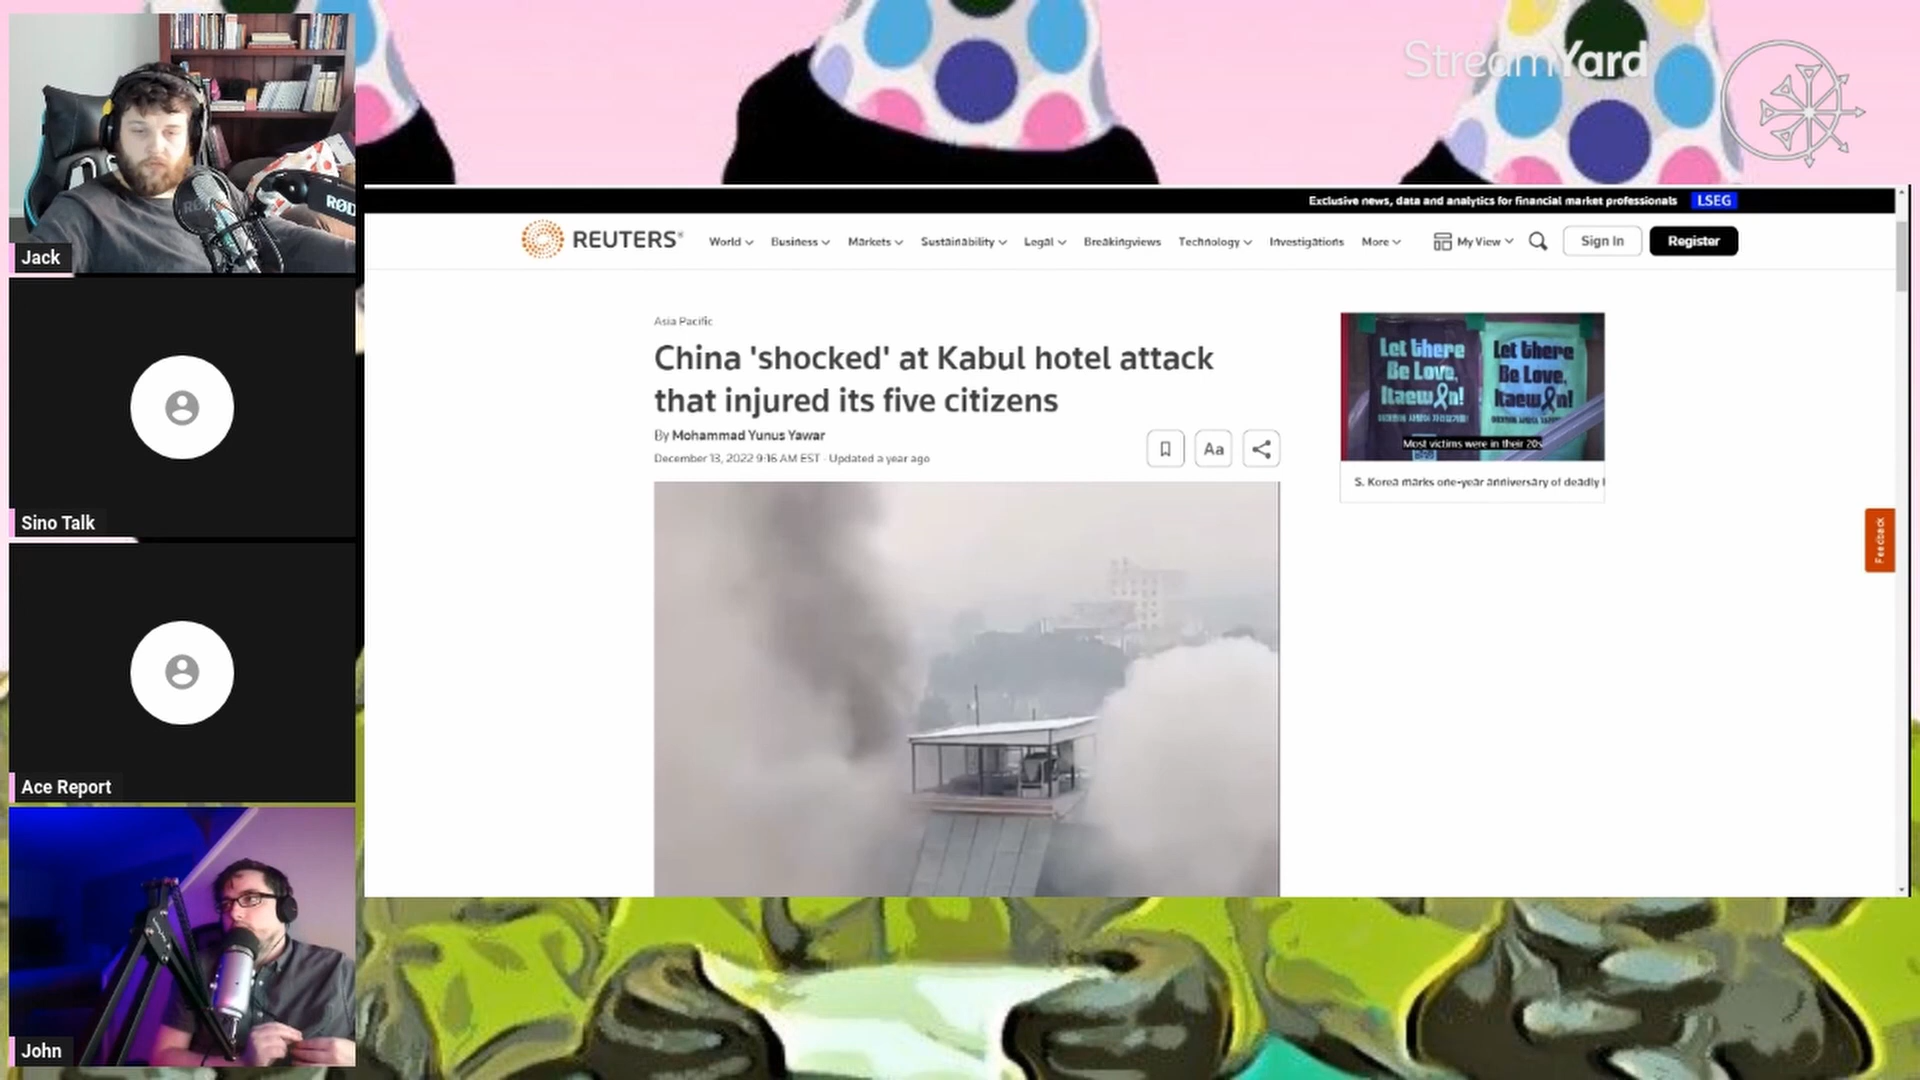 StreamYard
Jack
RØD
Sino Talk
Ace Report
John
Exclusive news, data and analytics for financial market professionals LSEG
REUTERS®
World Business Markets Sustainability Legal Breakingviews Technology Investigations More My View Sign In Register
Asia Pacific
China 'shocked' at Kabul hotel attack
that injured its five citizens
By Mohammad Yunus Yawar
December 13, 2022 9:16 AM EST · Updated a year ago
Aa
Let there
Be Love,
Itaewon!
Let there
Be Love,
Itaewon!
Most victims were in their 20s
S. Korea marks one-year anniversary of deadly
Feedback